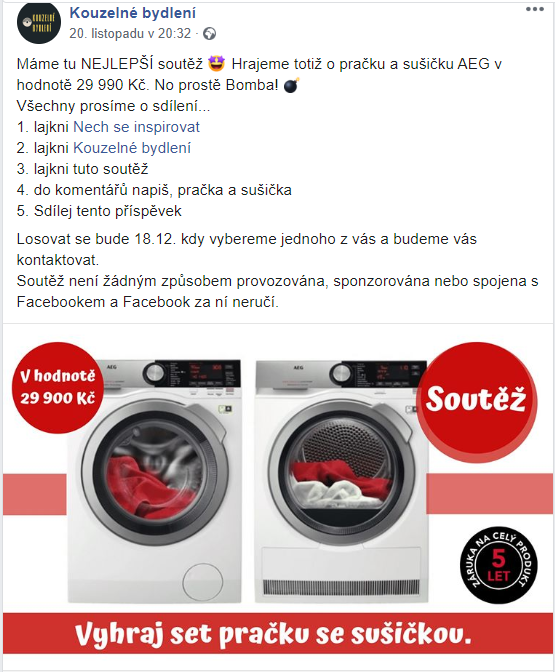 Kouzelné bydlení
20. listopadu v 20:32
Máme tu NEJLEPŠÍ soutěž 🤩 Hrajeme totiž o pračku a sušičku AEG v
hodnotě 29 990 Kč. No prostě Bomba! 💣
Všechny prosíme o sdílení...
1. lajkni Nech se inspirovat
2. lajkni Kouzelné bydlení
3. lajkni tuto soutěž
4. do komentářů napiš, pračka a sušička
5. Sdílej tento příspěvek
Losovat se bude 18.12. kdy vybereme jednoho z vás a budeme vás
kontaktovat.
Soutěž není žádným způsobem provozována, sponzorována nebo spojena s
Facebookem a Facebook za ní neručí.
V hodnotě
29 900 Kč
AEG
AEG
Soutěž
ZÁRUKA NA CELÝ PRODUKT
5
LET
Vyhraj set pračku se sušičkou.